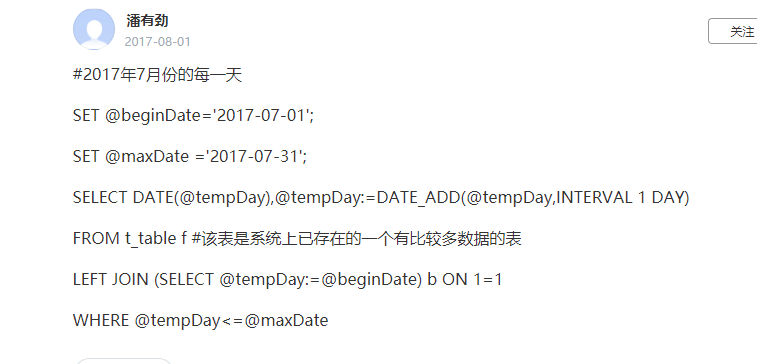 潘有劲
2017-08-01
关注
#2017年7月份的每一天
SET @beginDate='2017-07-01';
SET @maxDate ='2017-07-31';
SELECT DATE(@tempDay),@tempDay:=DATE_ADD(@tempDay,INTERVAL 1 DAY)
FROM t_table f #该表是系统上已存在的一个有比较多数据的表
LEFT JOIN (SELECT @tempDay:=@beginDate) b ON 1=1
WHERE @tempDay<=@maxDate